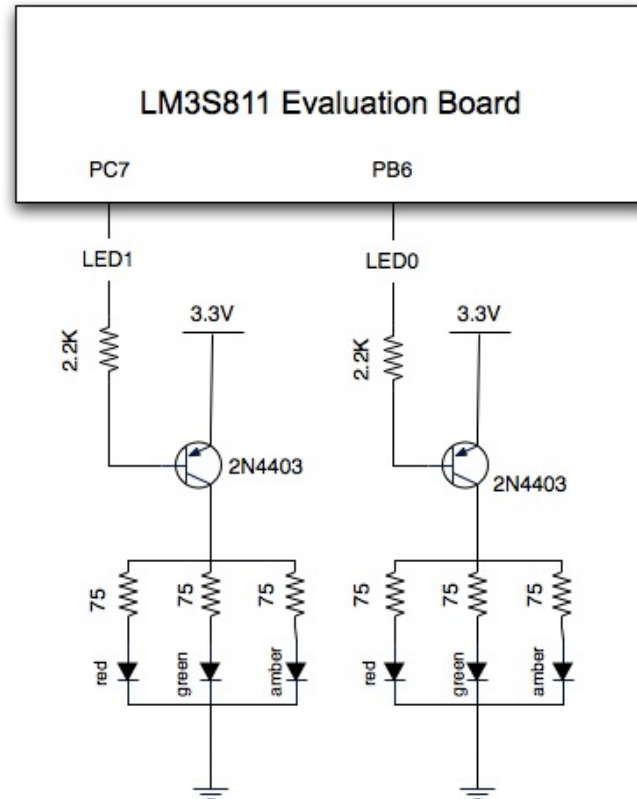 LM3S811 Evaluation Board
PC7 PB6
LED1 LED0
3.3V 3.3V
2.2K 2.2K
2N4403 2N4403
75 75 75 75 75 75
red green amber red green amber